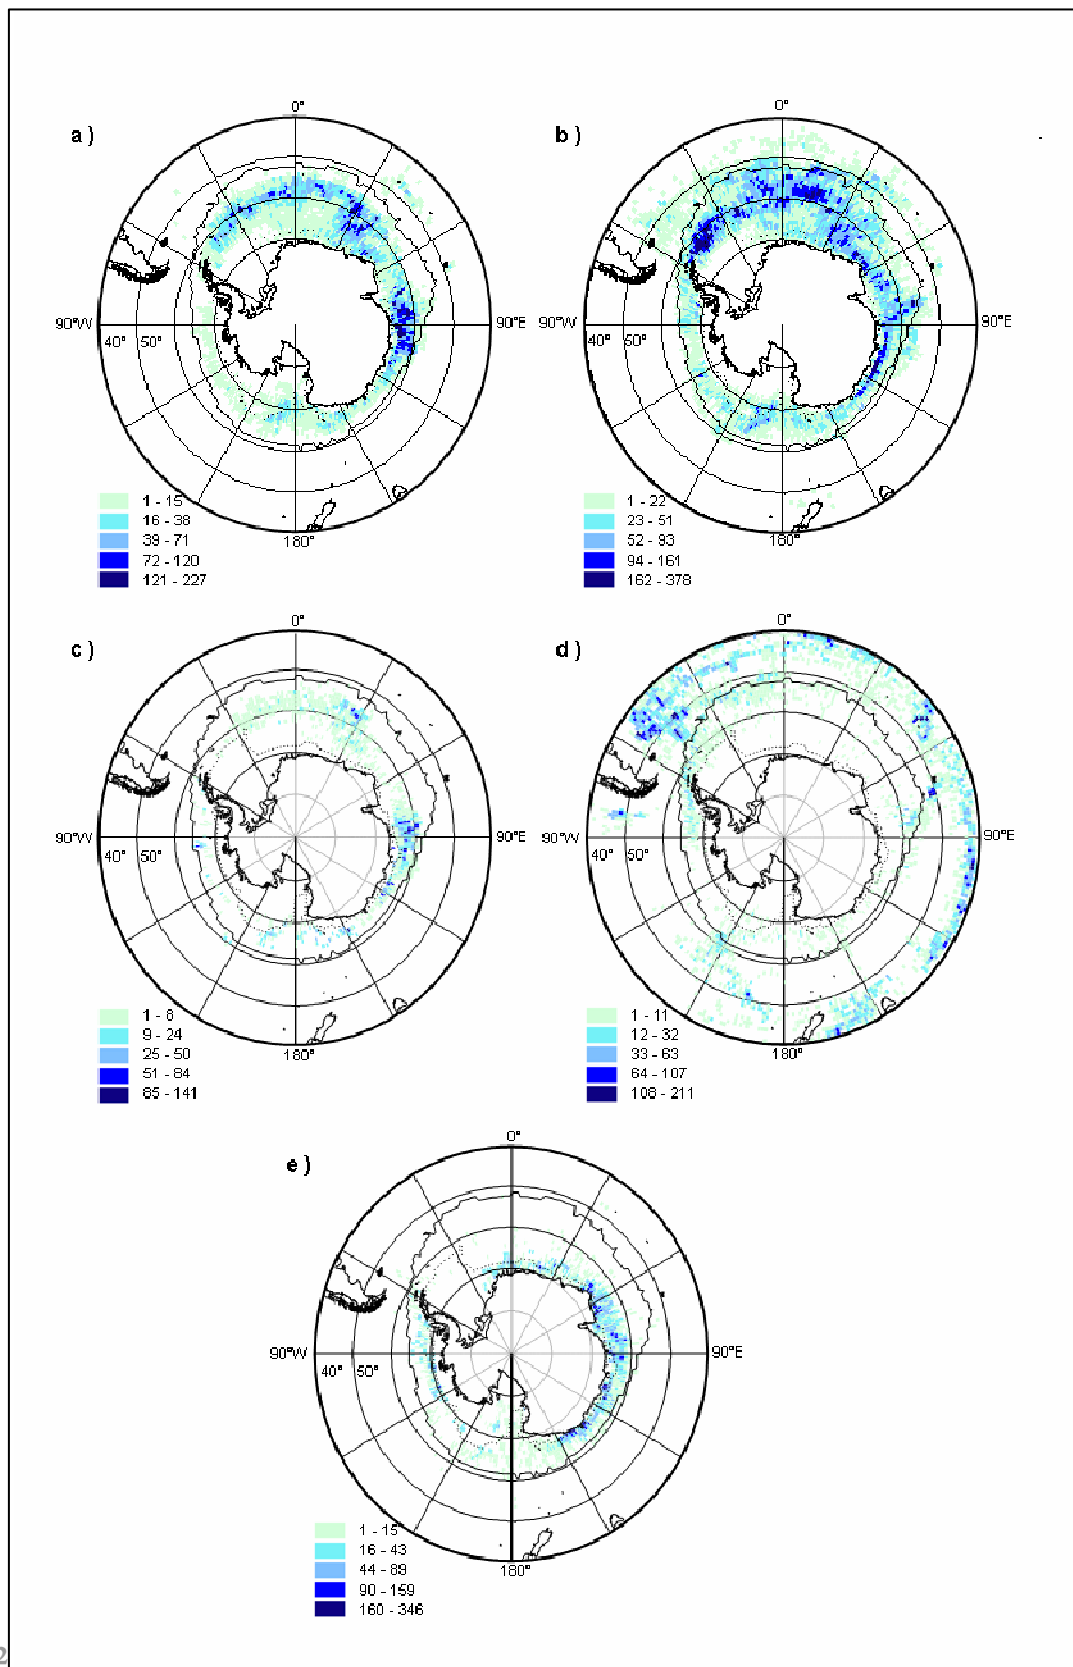 0°
0°
a )
b )
90°W
40°
50°
90°E
90°W
40°
50°
90°E
180°
180°
1 - 15
16 - 38
39 - 71
72 - 120
121 - 227
1 - 22
23 - 51
52 - 93
94 - 161
162 - 378
0°
0°
c )
d )
90°W
40°
50°
90°E
90°W
40°
50°
90°E
180°
180°
1 - 8
9 - 24
25 - 50
51 - 84
85 - 141
1 - 11
12 - 32
33 - 63
64 - 107
108 - 211
0°
e )
90°W
40°
50°
90°E
180°
1 - 15
16 - 43
44 - 89
90 - 159
160 - 346
2